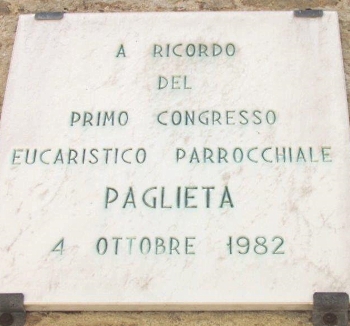 A RICORDO
DEL
PRIMO CONGRESSO
EUCARISTICO PARROCCHIALE
PAGLIETA
4 OTTOBRE 1982